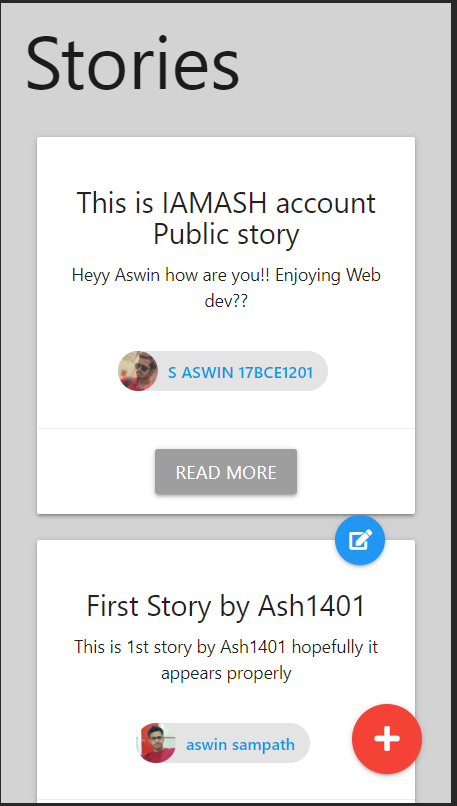 Stories
This is IAMASH account
Public story
Heyy Aswin how are you!! Enjoying Web
dev??
S ASWIN 17BCE1201
READ MORE
First Story by Ash1401
This is 1st story by Ash1401 hopefully it
appears properly
aswin sampath